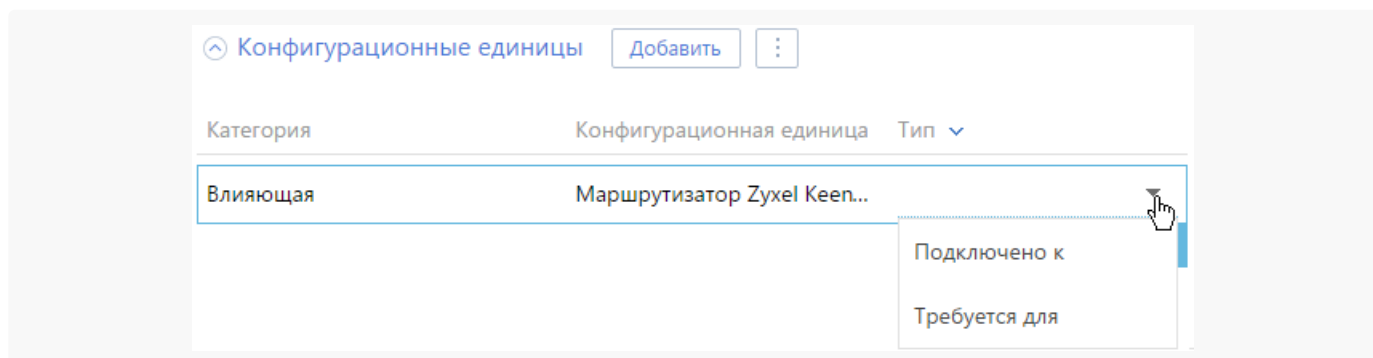 Конфигурационные единицы Добавить
Категория Конфигурационная единица Тип
Влияющая Маршрутизатор Zyxel Keen...
Подключено к
Требуется для